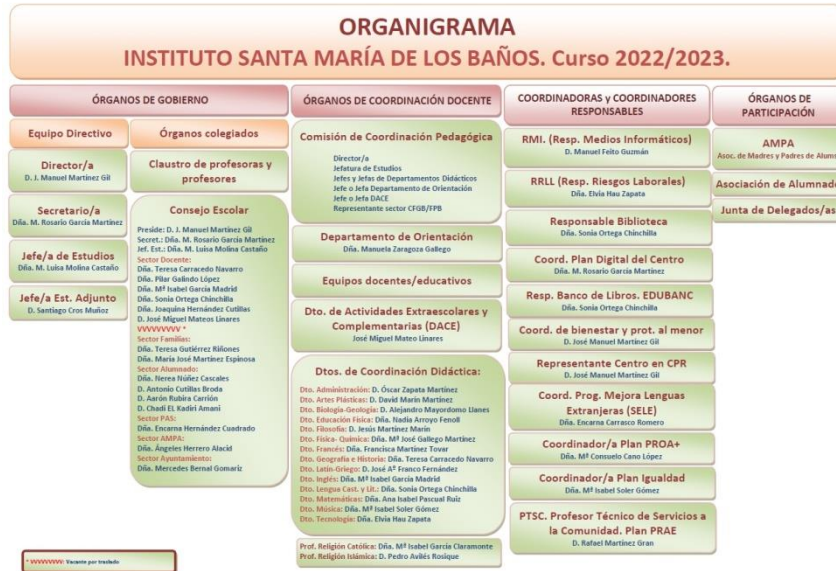 ORGANIGRAMA
INSTITUTO SANTA MARÍA DE LOS BAÑOS. Curso 2022/2023.
ÓRGANOS DE GOBIERNO
Equipo Directivo
Director/a
D. J. Manuel Martínez Gil
Secretario/a
Dña. M. Rosario García Martínez
Jefe/a de Estudios
Dña. M. Luisa Molina Castaño
Jefe/a Est. Adjunto
D. Santiago Cros Muñoz
Órganos colegiados
Claustro de profesoras y
profesores
Consejo Escolar
Preside: D. J. Manuel Martínez Gil
Secret.: Dña. M. Rosario García Martínez
Jef. Est.: Dña. M. Luisa Molina Castaño
Sector Docente:
Dña. Teresa Carracedo Navarro
Dña. Pilar Galindo López
Dña. Mª Isabel García Madrid
Dña. Sonia Ortega Chinchilla
Dña. Joaquina Hernández Cutillas
D. José Miguel Mateos Linares
VVVVVVVVV *
Sector Familias:
Dña. Teresa Gutiérrez Riñones
Dña. María José Martínez Espinosa
Sector Alumnado:
Dña. Nerea Núñez Cascales
D. Antonio Cutillas Broda
D. Aarón Rubira Carrión
D. Chadi EL Kadiri Amani
Sector PAS:
Dña. Encarna Hernández Cuadrado
Sector AMPA:
Dña. Ángeles Herrero Alacid
Sector Ayuntamiento:
Dña. Mercedes Bernal Gomariz
* VVVVVVVVV: Vacante por traslado
ÓRGANOS DE COORDINACIÓN DOCENTE
Comisión de Coordinación Pedagógica
Director/a
Jefatura de Estudios
Jefes y Jefas de Departamentos Didácticos
Jefe o Jefa Departamento de Orientación
Jefe o Jefa DACE
Representante sector CFGB/FPB
Departamento de Orientación
Dña. Manuela Zaragoza Gallego
Equipos docentes/educativos
Dto. de Actividades Extraescolares y
Complementarias (DACE)
José Miguel Mateo Linares
Dtos. de Coordinación Didáctica:
Dto. Administración: D. Óscar Zapata Martínez
Dto. Artes Plásticas: D. David Marín Martínez
Dto. Biología-Geología: D. Alejandro Mayordomo Llanes
Dto. Educación Física: Dña. Nadia Arroyo Fenoll
Dto. Filosofía: D. Jesús Martínez Marín
Dto. Física- Química: Dña. Mª José Gallego Martínez
Dto. Francés: Dña. Francisca Martínez Tovar
Dto. Geografía e Historia: Dña. Teresa Carracedo Navarro
Dto. Latín-Griego: D. José Aº Franco Fernández
Dto. Inglés: Dña. Mª Isabel García Madrid
Dto. Lengua Cast. y Lit.: Dña. Sonia Ortega Chinchilla
Dto. Matemáticas: Dña. Ana Isabel Pascual Ruiz
Dto. Música: Dña. Mª Isabel Soler Gómez
Dto. Tecnología: Dña. Elvia Hau Zapata
Prof. Religión Católica: Dña. Mª Isabel García Claramonte
Prof. Religión Islámica: D. Pedro Avilés Rosique
COORDINADORAS y COORDINADORES
RESPONSABLES
RMI. (Resp. Medios Informáticos)
D. Manuel Feito Guzmán
RRLL (Resp. Riesgos Laborales)
Dña. Elvia Hau Zapata
Responsable Biblioteca
Dña. Sonia Ortega Chinchilla
Coord. Plan Digital del Centro
Dña. M. Rosario García Martínez
Resp. Banco de Libros. EDUBANC
Dña. Sonia Ortega Chinchilla
Coord. de bienestar y prot. al menor
D. José Manuel Martínez Gil
Representante Centro en CPR
D. José Manuel Martínez Gil
Coord. Prog. Mejora Lenguas
Extranjeras (SELE)
Dña. Encarna Carrasco Romero
Coordinador/a Plan PROA+
Dña. Mª Consuelo Cano López
Coordinador/a Plan Igualdad
Dña. Mª Isabel Soler Gómez
PTSC. Profesor Técnico de Servicios a
la Comunidad. Plan PRAE
D. Rafael Martínez Gran
ÓRGANOS DE
PARTICIPACIÓN
AMPA
Asoc. de Madres y Padres de Alum
Asociación de Alumnado
Junta de Delegados/as